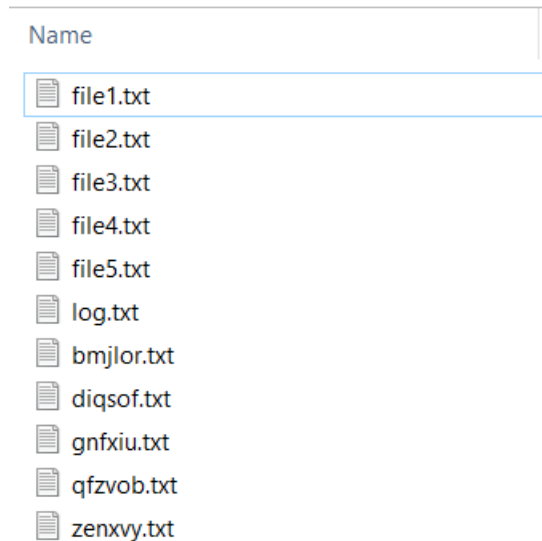 Name
file1.txt
file2.txt
file3.txt
file4.txt
file5.txt
log.txt
bmjlor.txt
diqsof.txt
gnfxiu.txt
qfzvob.txt
zenxvy.txt